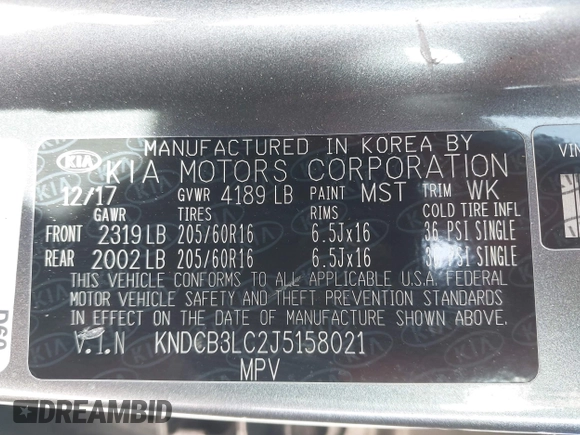 MANUFACTURED IN KOREA BY
KIA KIA MOTORS CORPORATION
12/17 GVWR 4189 LB PAINT MST TRIM WK
GAWR TIRES RIMS COLD TIRE INFL
FRONT 2319 LB 205/60R16 6.5Jx16 36 PSI SINGLE
REAR 2002 LB 205/60R16 6.5Jx16 PSI SINGLE
THIS VEHICLE CONFORMS TO ALL APPLICABLE U.S.A. FEDERAL
MOTOR VEHICLE SAFETY AND THEFT PREVENTION STANDARDS
IN EFFECT ON THE DATE OF MANUFACTURE SHOWN ABOVE.
V.I.N KNDCB3LC2J5158021
MPV
VIN
DREAMBID